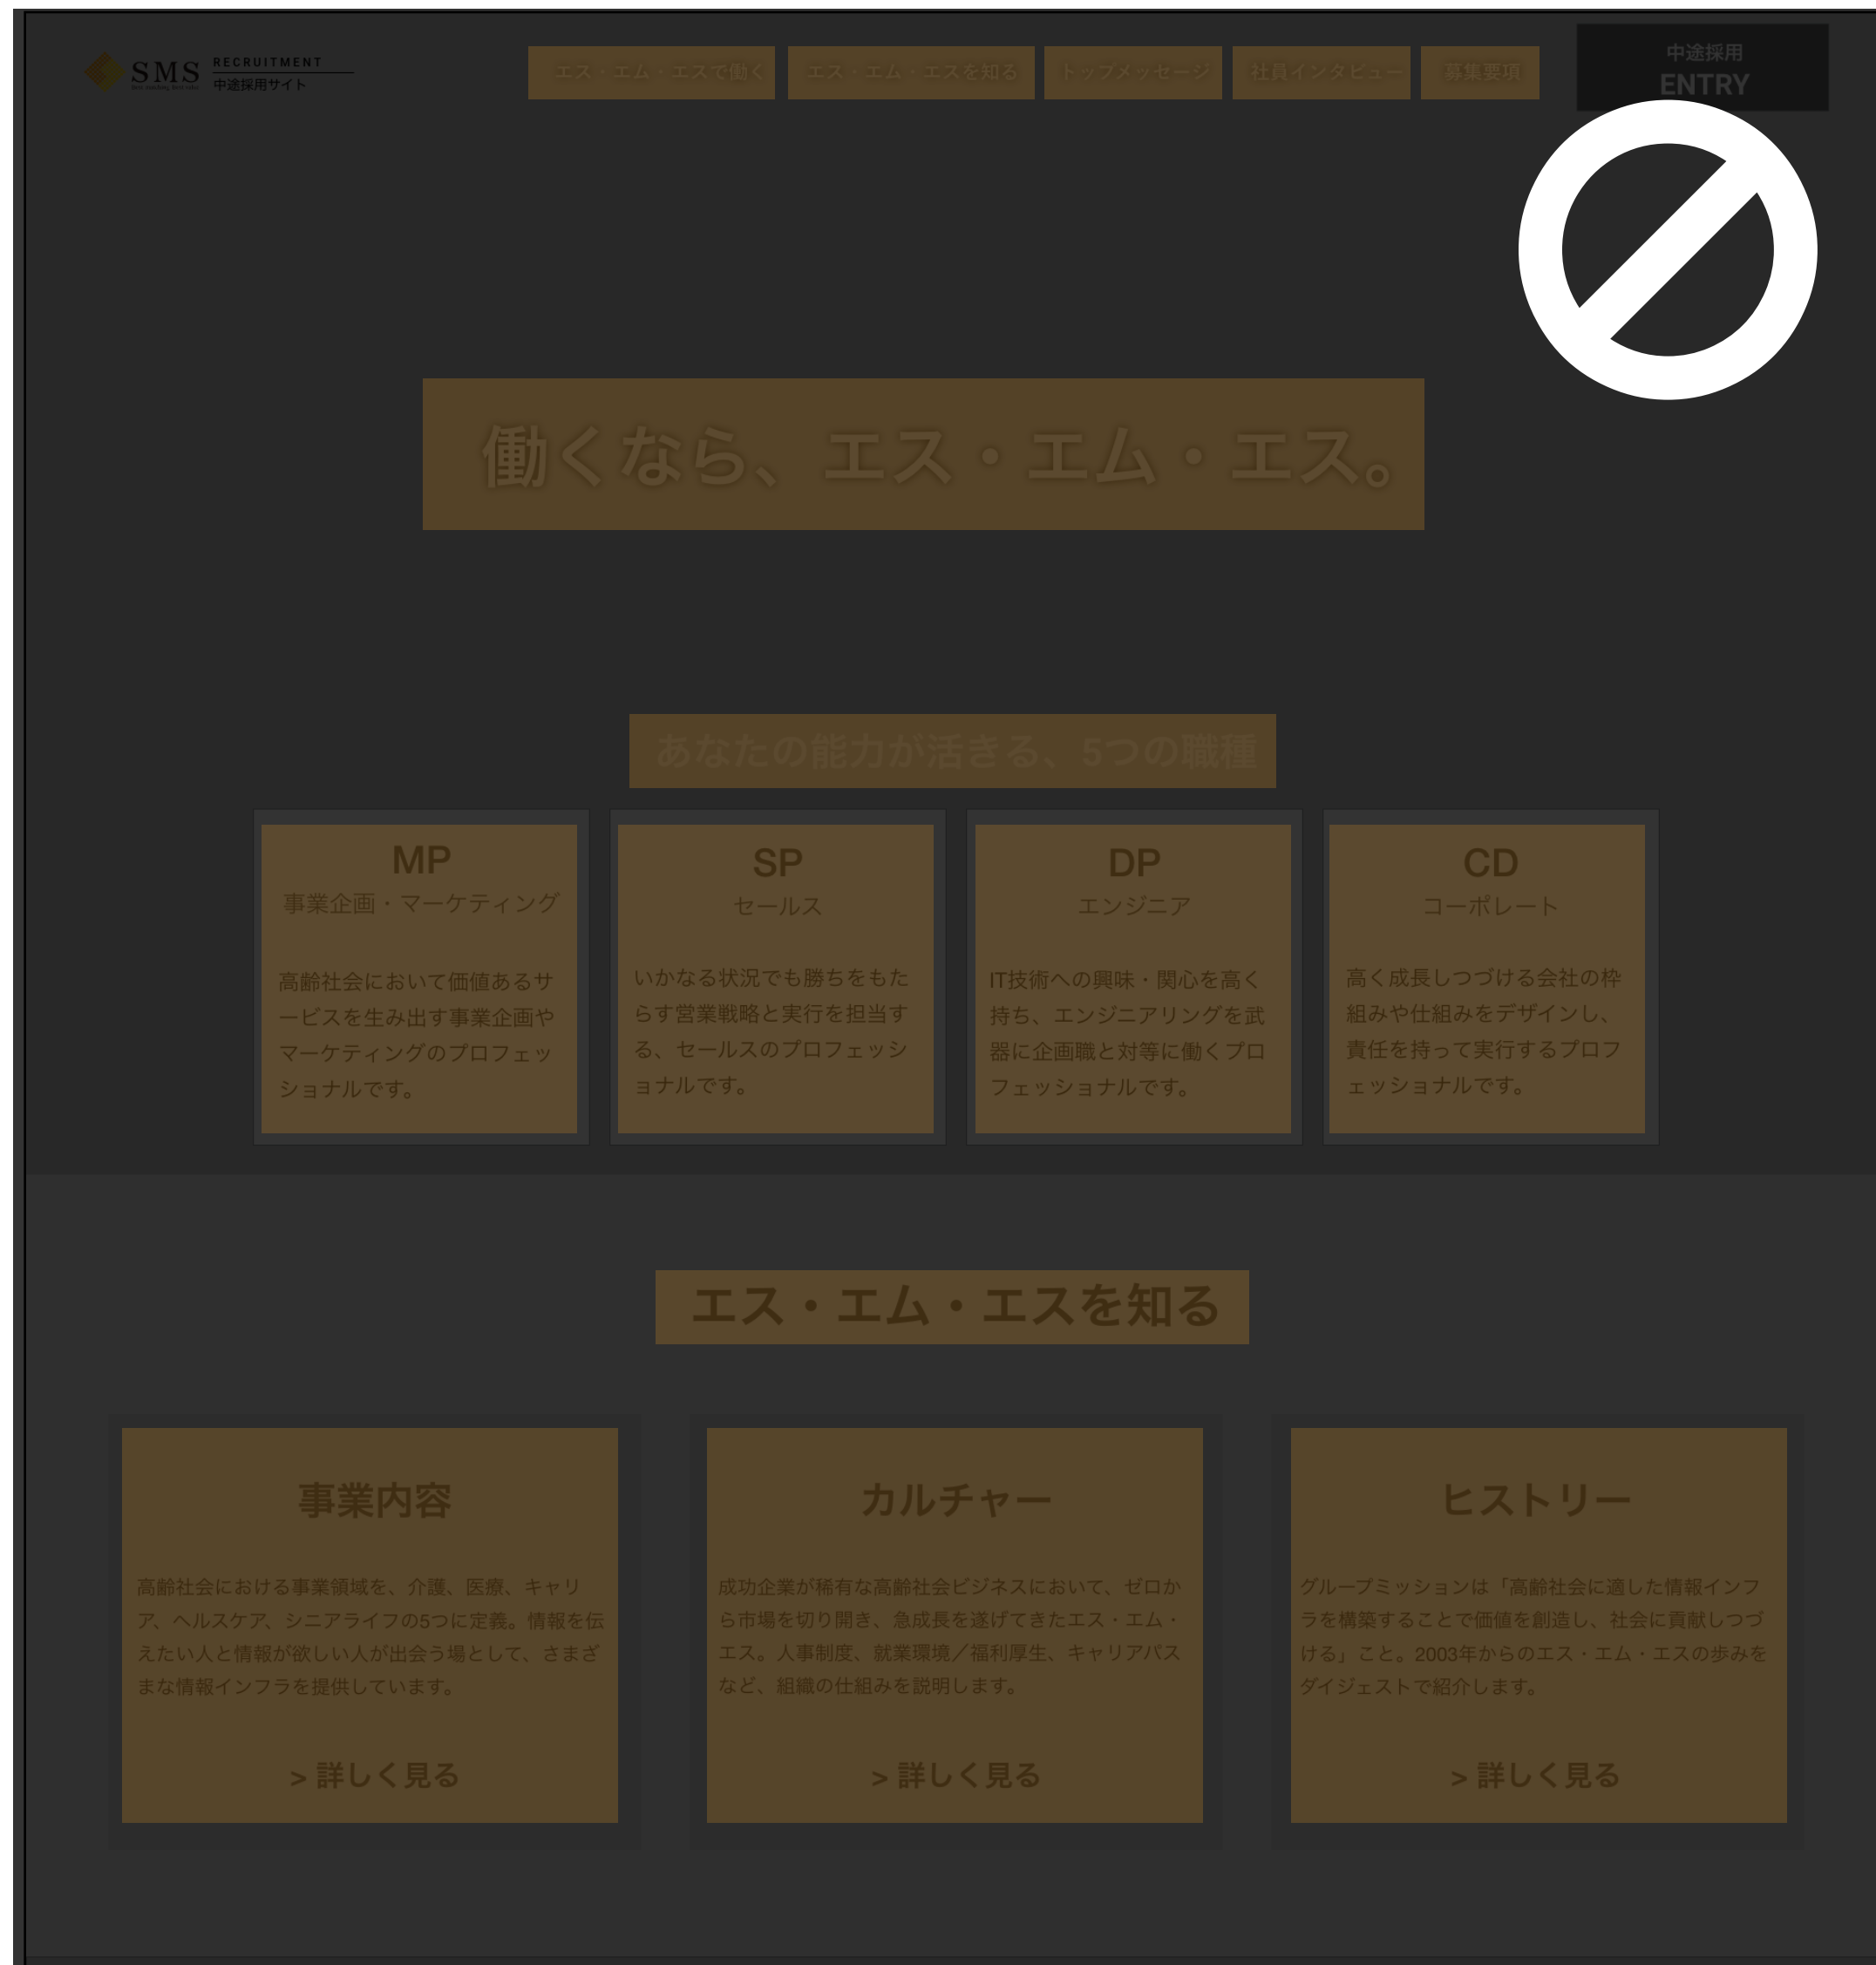 SMS
RECRUITMENT
中途採用サイト
エス・エム・エスで働く
エス・エム・エスを知る
トップメッセージ
社員インタビュー
募集要項
中途採用
ENTRY
働くなら、エス・エム・エス。
あなたの能力が活きる、5つの職種
MP
事業企画・マーケティング
高齢社会において価値あるサ
ービスを生み出す事業企画や
マーケティングのプロフェッ
ショナルです。
SP
セールス
いかなる状況でも勝ちをもた
らす営業戦略と実行を担当す
る、セールスのプロフェッシ
ョナルです。
DP
エンジニア
IT技術への興味・関心を高く
持ち、エンジニアリングを武
器に企画職と対等に働くプロ
フェッショナルです。
CD
コーポレート
高く成長しつづける会社の枠
組みや仕組みをデザインし、
責任を持って実行するプロフ
ェッショナルです。
エス・エム・エスを知る
事業内容
高齢社会における事業領域を、介護、医療、キャリ
ア、ヘルスケア、シニアライフの5つに定義。情報を伝
えたい人と情報が欲しい人が出会う場として、さまざ
まな情報インフラを提供しています。
> 詳しく見る
カルチャー
成功企業が稀有な高齢社会ビジネスにおいて、ゼロか
ら市場を切り開き、急成長を遂げてきたエス・エム・
エス。人事制度、就業環境／福利厚生、キャリアパス
など、組織の仕組みを説明します。
> 詳しく見る
ヒストリー
グループミッションは「高齢社会に適した情報インフ
ラを構築することで価値を創造し、社会に貢献しつづ
ける」こと。2003年からのエス・エム・エスの歩みを
ダイジェストで紹介します。
> 詳しく見る